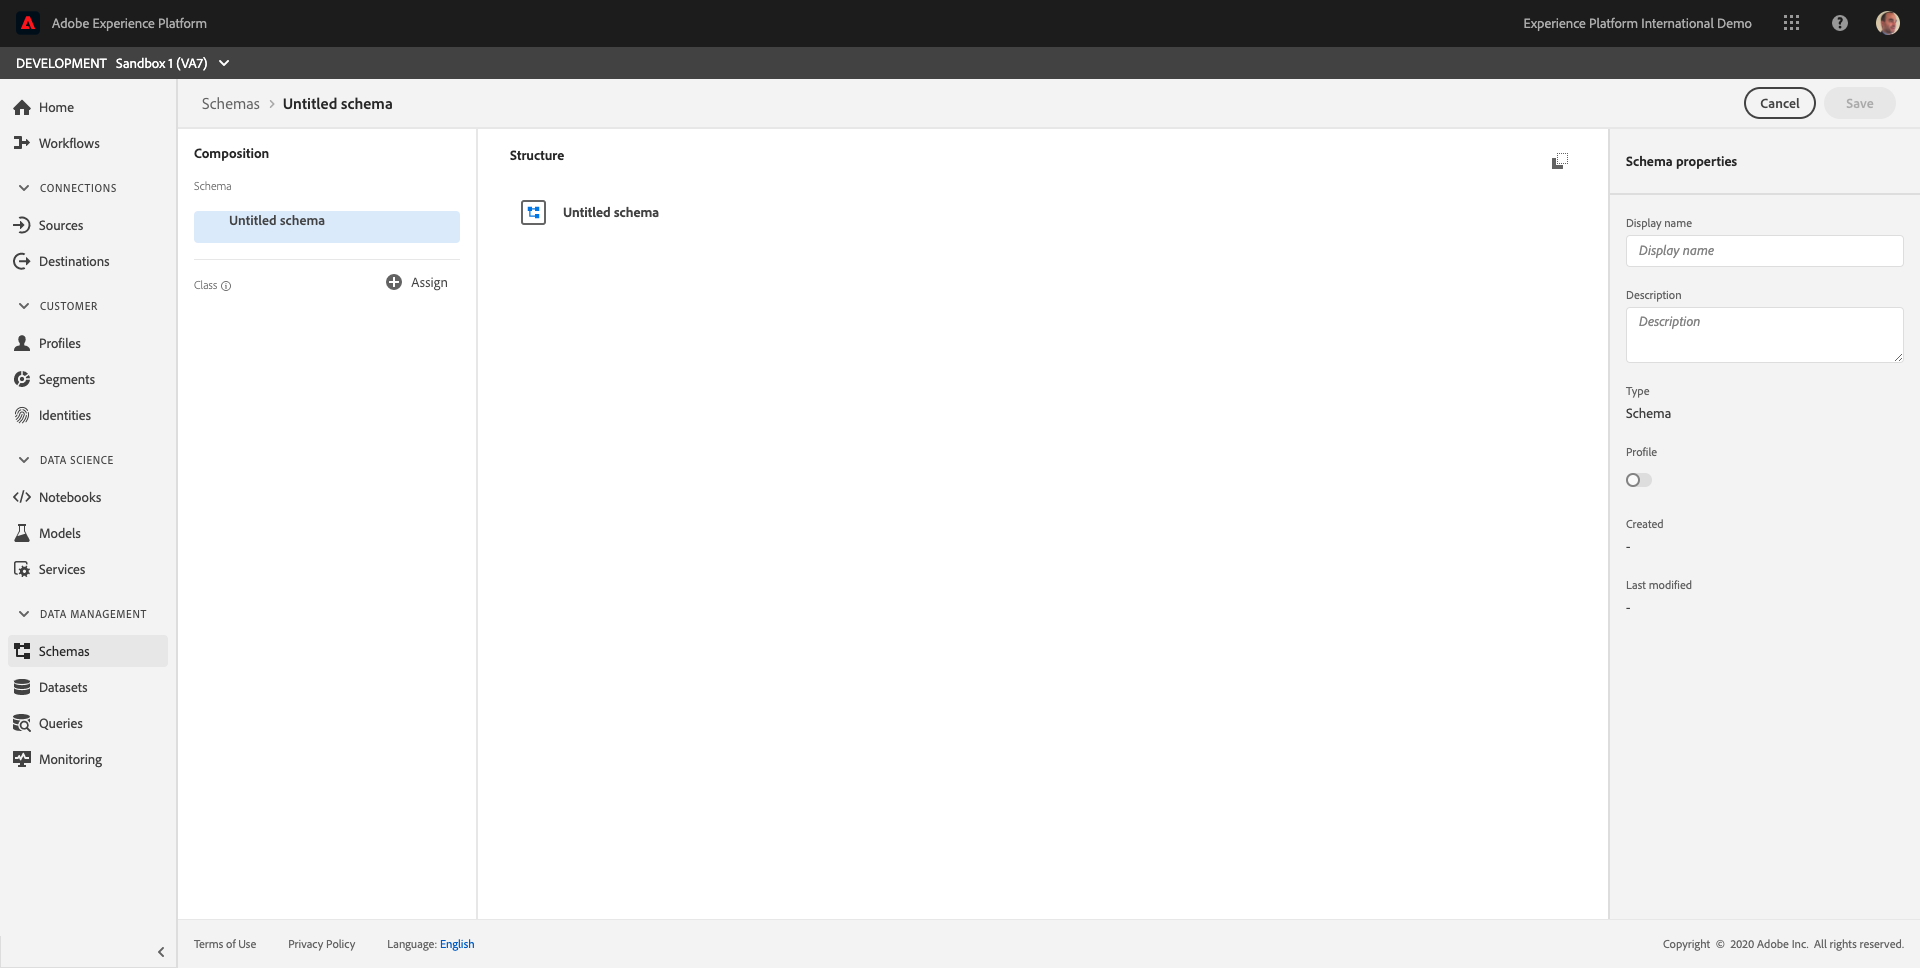 Adobe Experience Platform
Experience Platform International Demo
DEVELOPMENT Sandbox 1 (VA7)
Home
Workflows
CONNECTIONS
Sources
Destinations
CUSTOMER
Profiles
Segments
Identities
DATA SCIENCE
Notebooks
Models
Services
DATA MANAGEMENT
Schemas
Datasets
Queries
Monitoring
Schemas > Untitled schema
Cancel
Save
Composition
Schema
Untitled schema
Class
Assign
Structure
Untitled schema
Schema properties
Display name
Display name
Description
Description
Type
Schema
Profile
Created
-
Last modified
-
Terms of Use
Privacy Policy
Language: English
Copyright © 2020 Adobe Inc. All rights reserved.